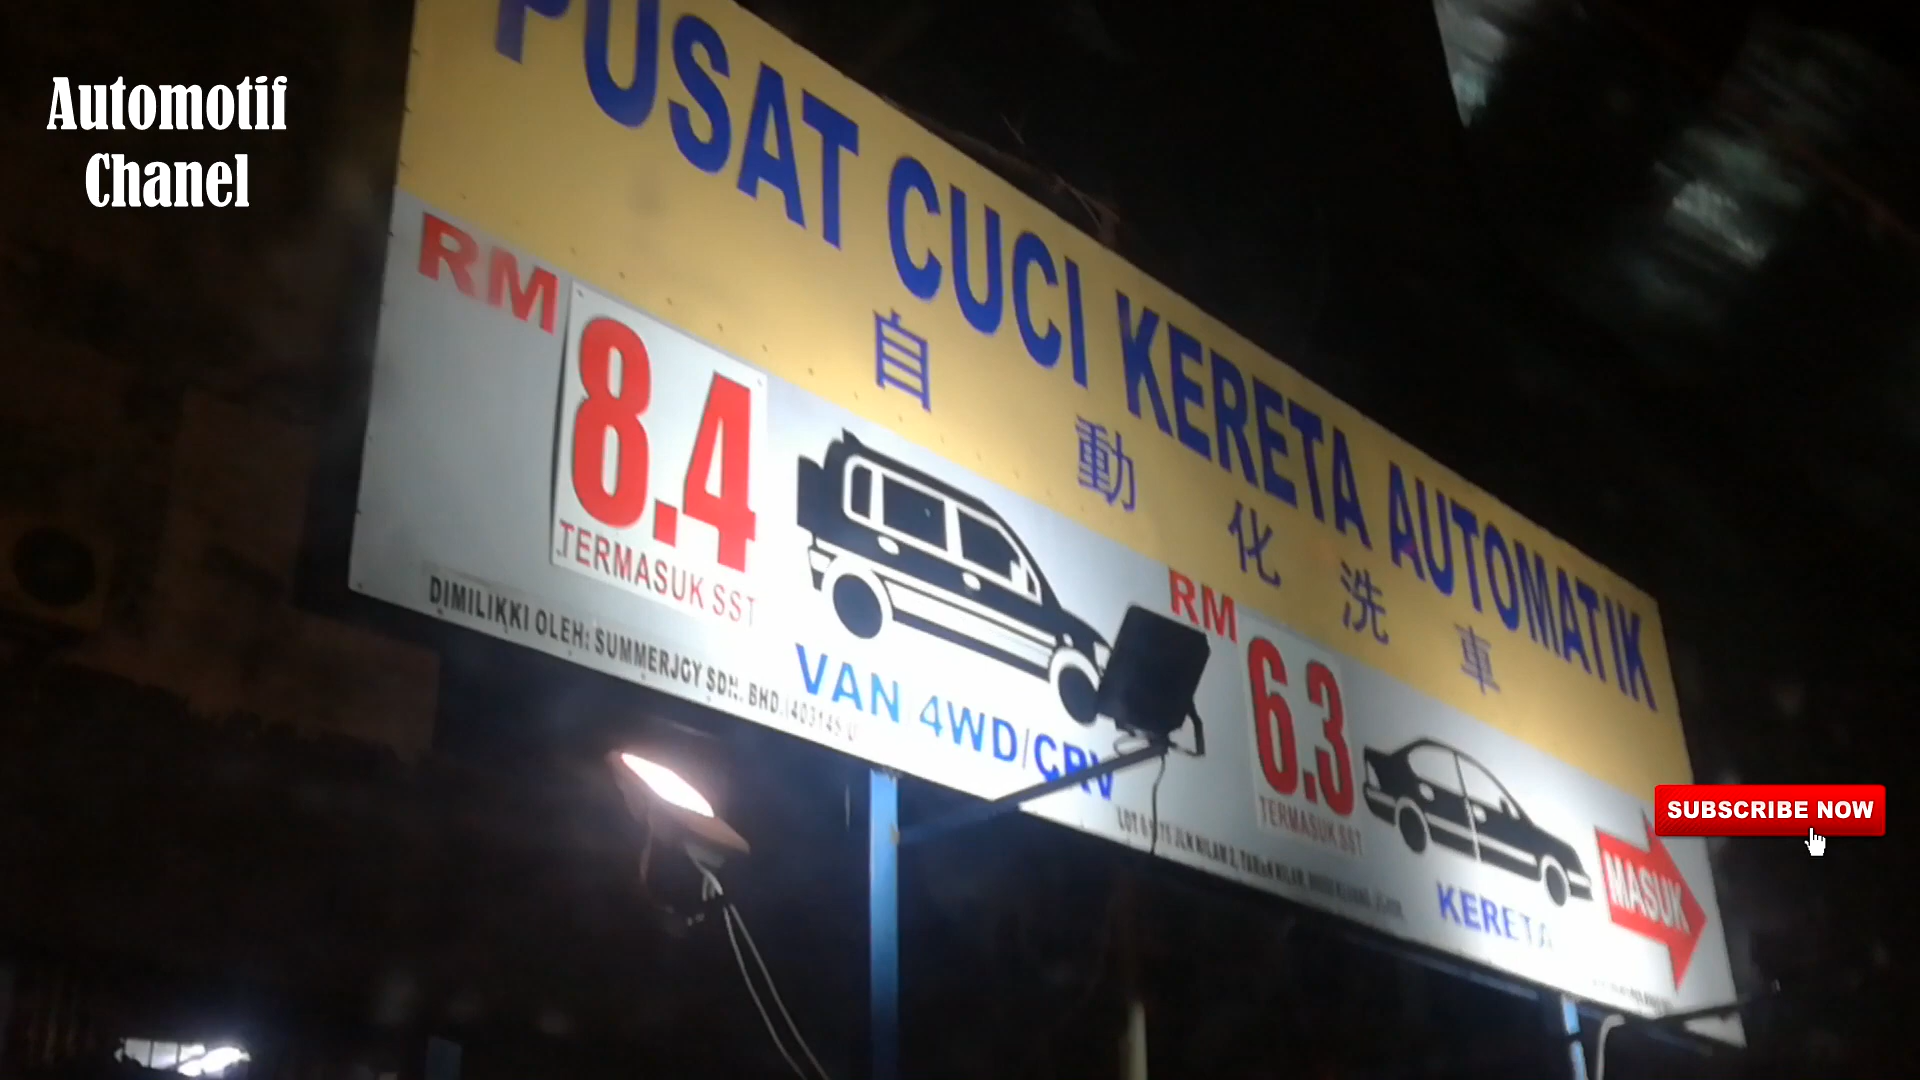 Automotif
Chanel
PUSAT CUCI KERETA AUTOMATIK
自動化洗車
RM
8.4
TERMASUK SST
VAN 4WD/CRV
RM
6.3
TERMASUK SST
KERETA
MASUK
DIMILIKKI OLEH: SUMMERJOY SDN. BHD.
SUBSCRIBE NOW